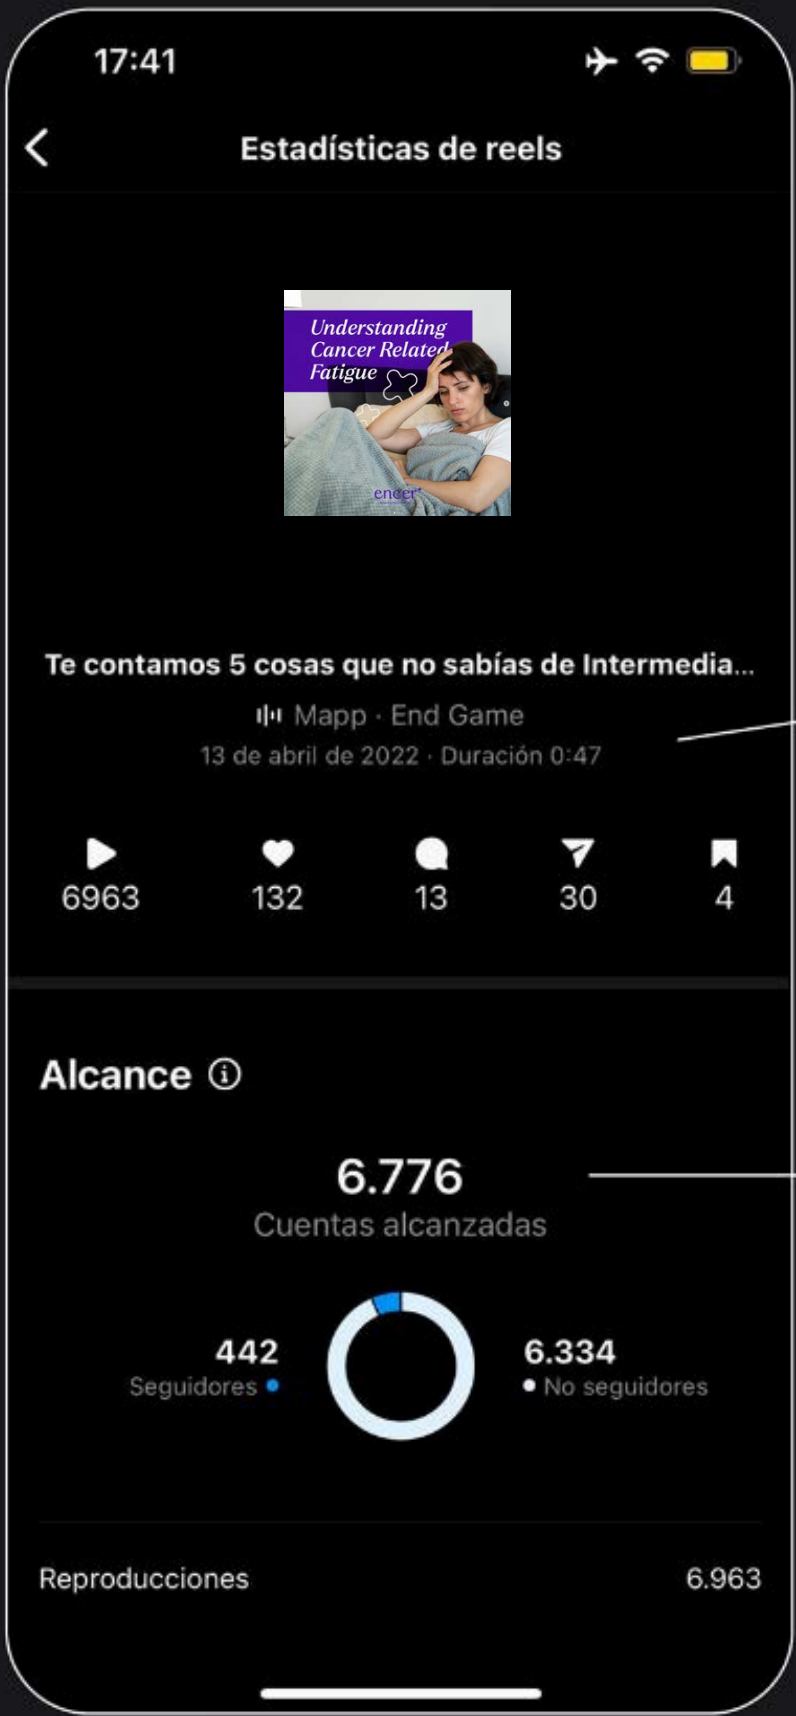 17:41
Estadísticas de reels
Understanding
Cancer Related
Fatigue
encer
Te contamos 5 cosas que no sabías de Intermedia...
Mapp · End Game
13 de abril de 2022 · Duración 0:47
6963 132 13 30 4
Alcance
6.776
Cuentas alcanzadas
442
Seguidores
6.334
No seguidores
Reproducciones 6.963